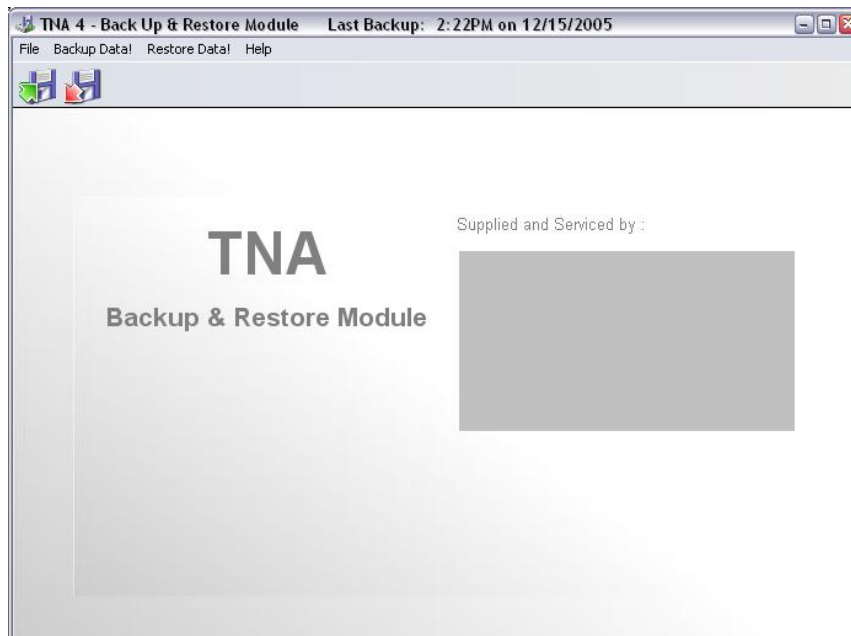 TNA 4 - Back Up & Restore Module Last Backup: 2:22PM on 12/15/2005
File Backup Data! Restore Data! Help
TNA
Backup & Restore Module
Supplied and Serviced by :